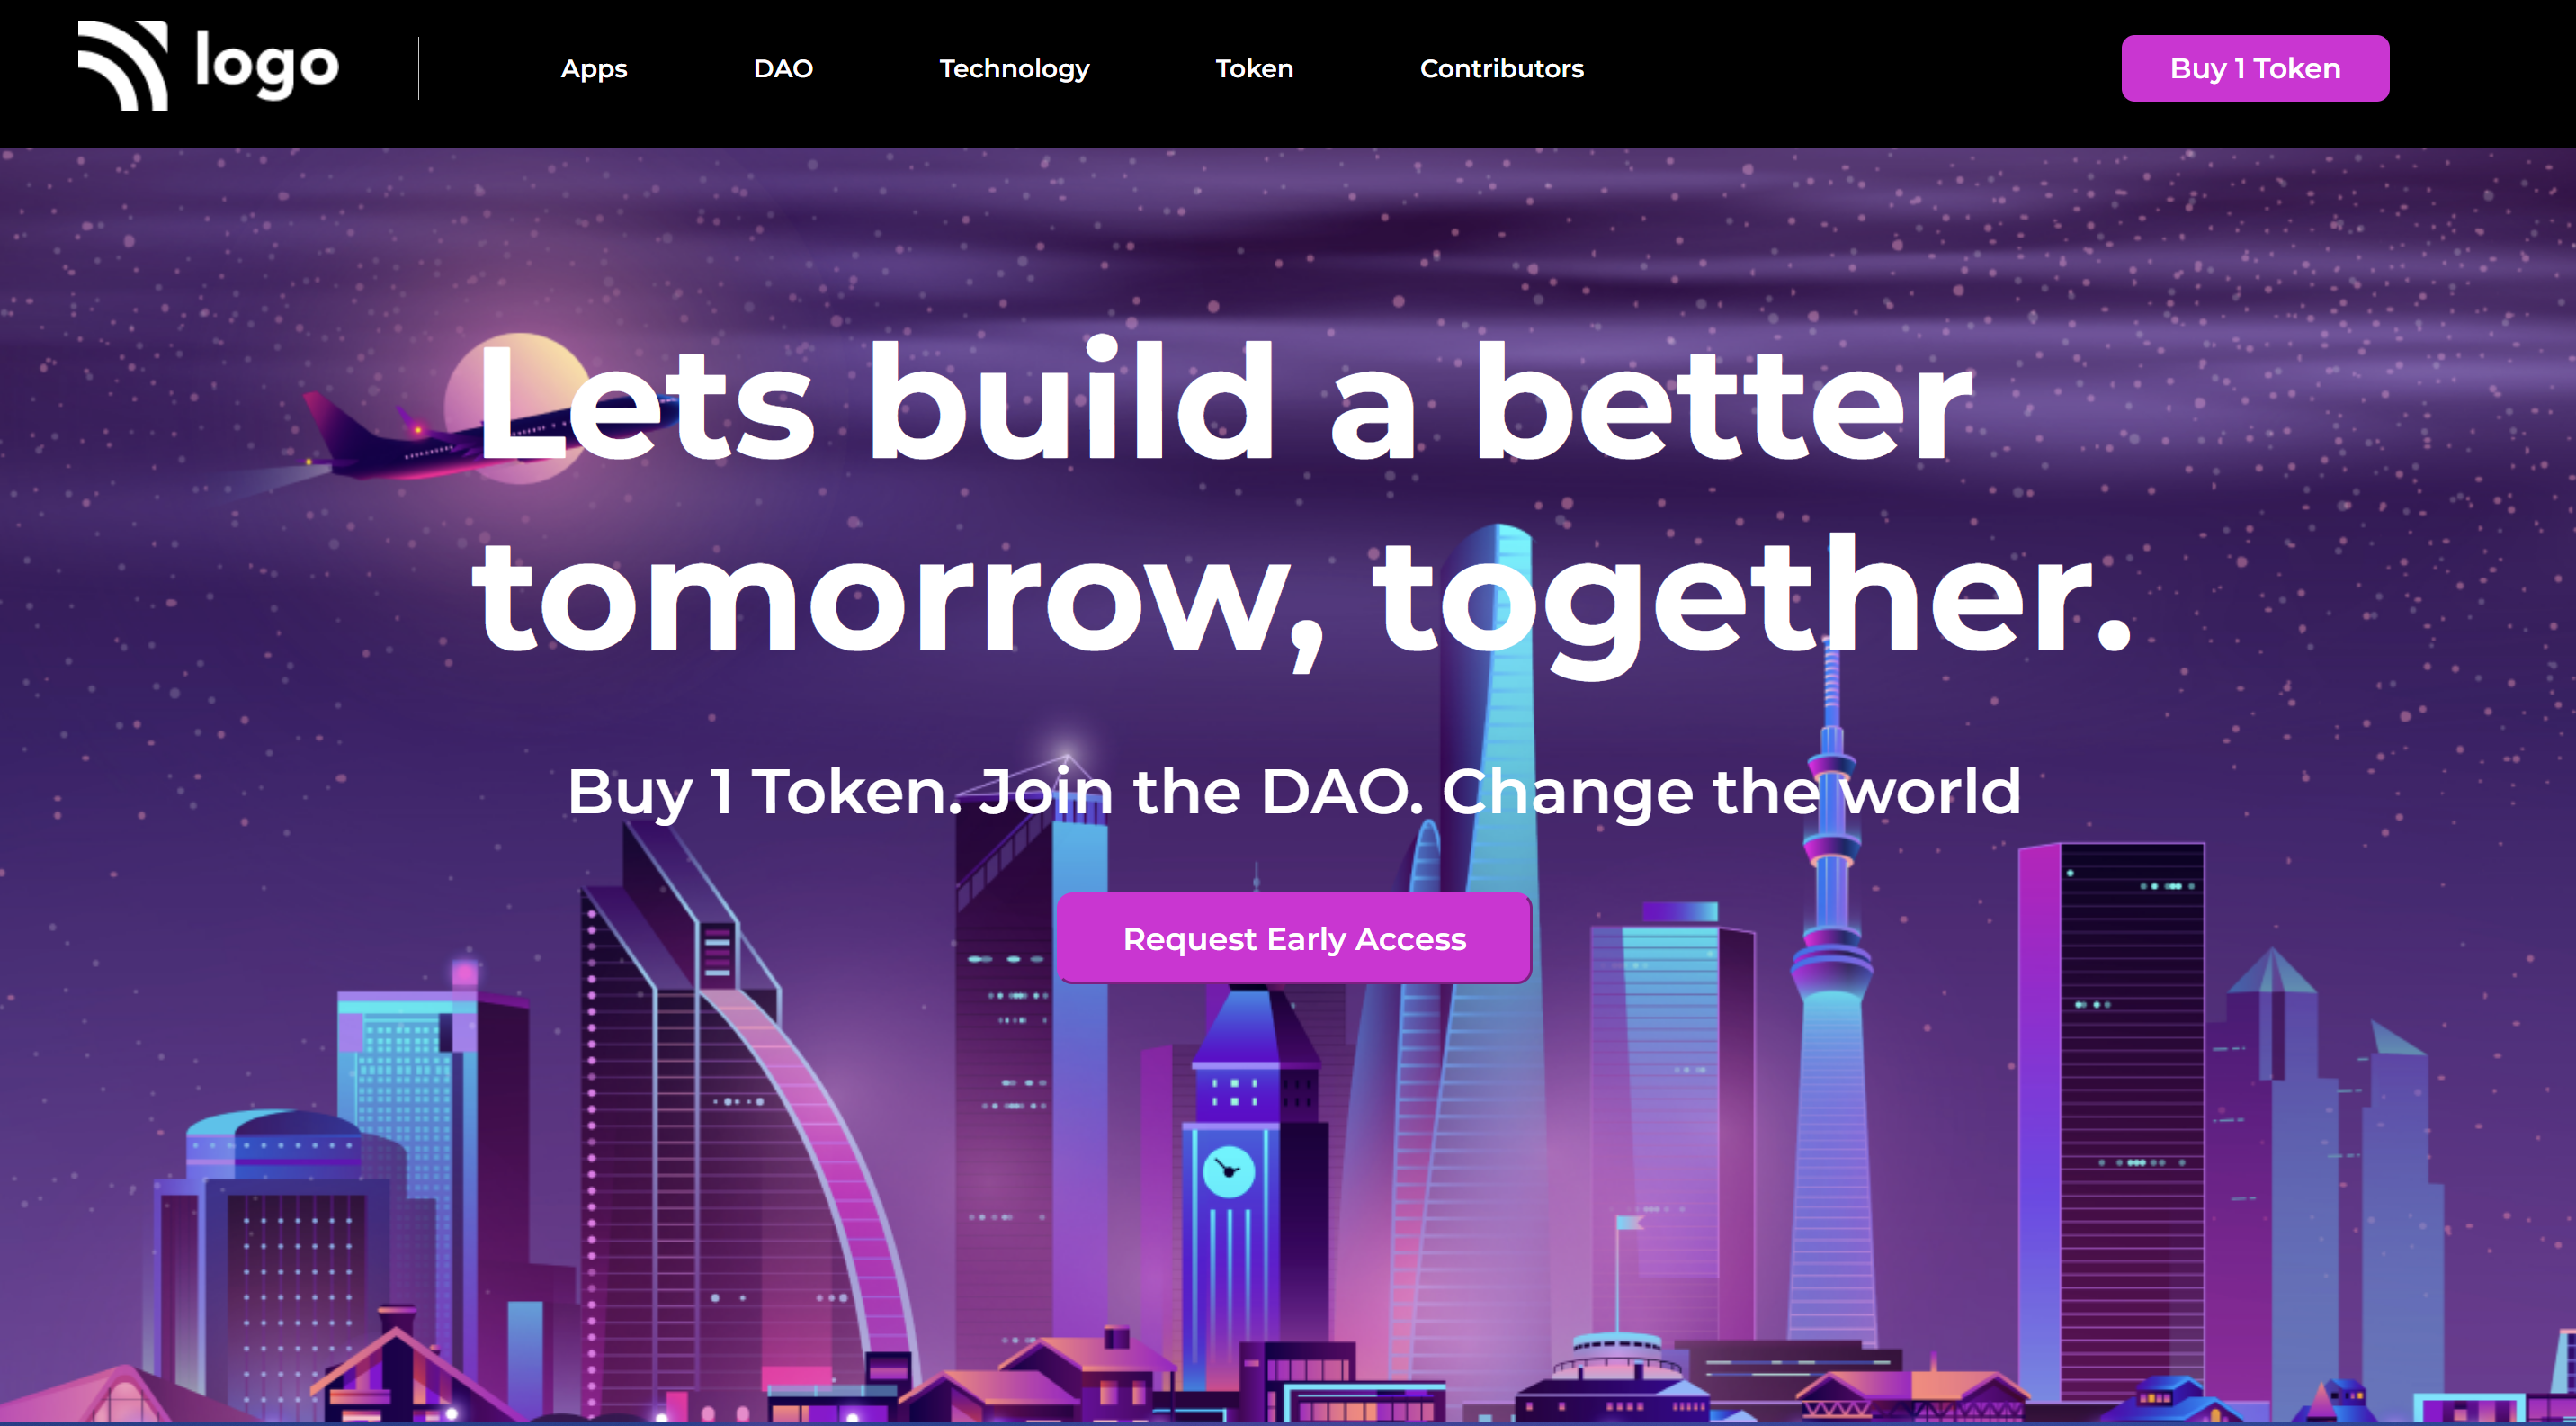 logo
Apps DAO Technology Token Contributors Buy 1 Token
Lets build a better
tomorrow, together.
Buy 1 Token. Join the DAO. Change the world
Request Early Access